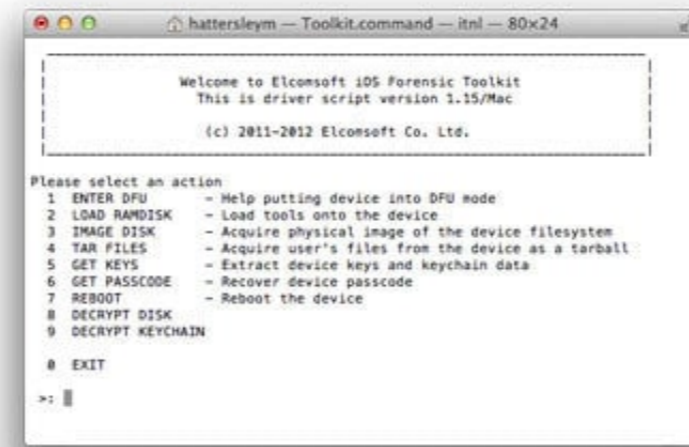 hattersleym — Toolkit.command — itnl — 80×24
Welcome to Elcomsoft iOS Forensic Toolkit
This is driver script version 1.15/Mac
(c) 2011-2012 Elcomsoft Co. Ltd.
Please select an action
1 ENTER DFU - Help putting device into DFU mode
2 LOAD RAMDISK - Load tools onto the device
3 IMAGE DISK - Acquire physical image of the device filesystem
4 TAR FILES - Acquire user's files from the device as a tarball
5 GET KEYS - Extract device keys and keychain data
6 GET PASSCODE - Recover device passcode
7 REBOOT - Reboot the device
8 DECRYPT DISK
9 DECRYPT KEYCHAIN
0 EXIT
>: